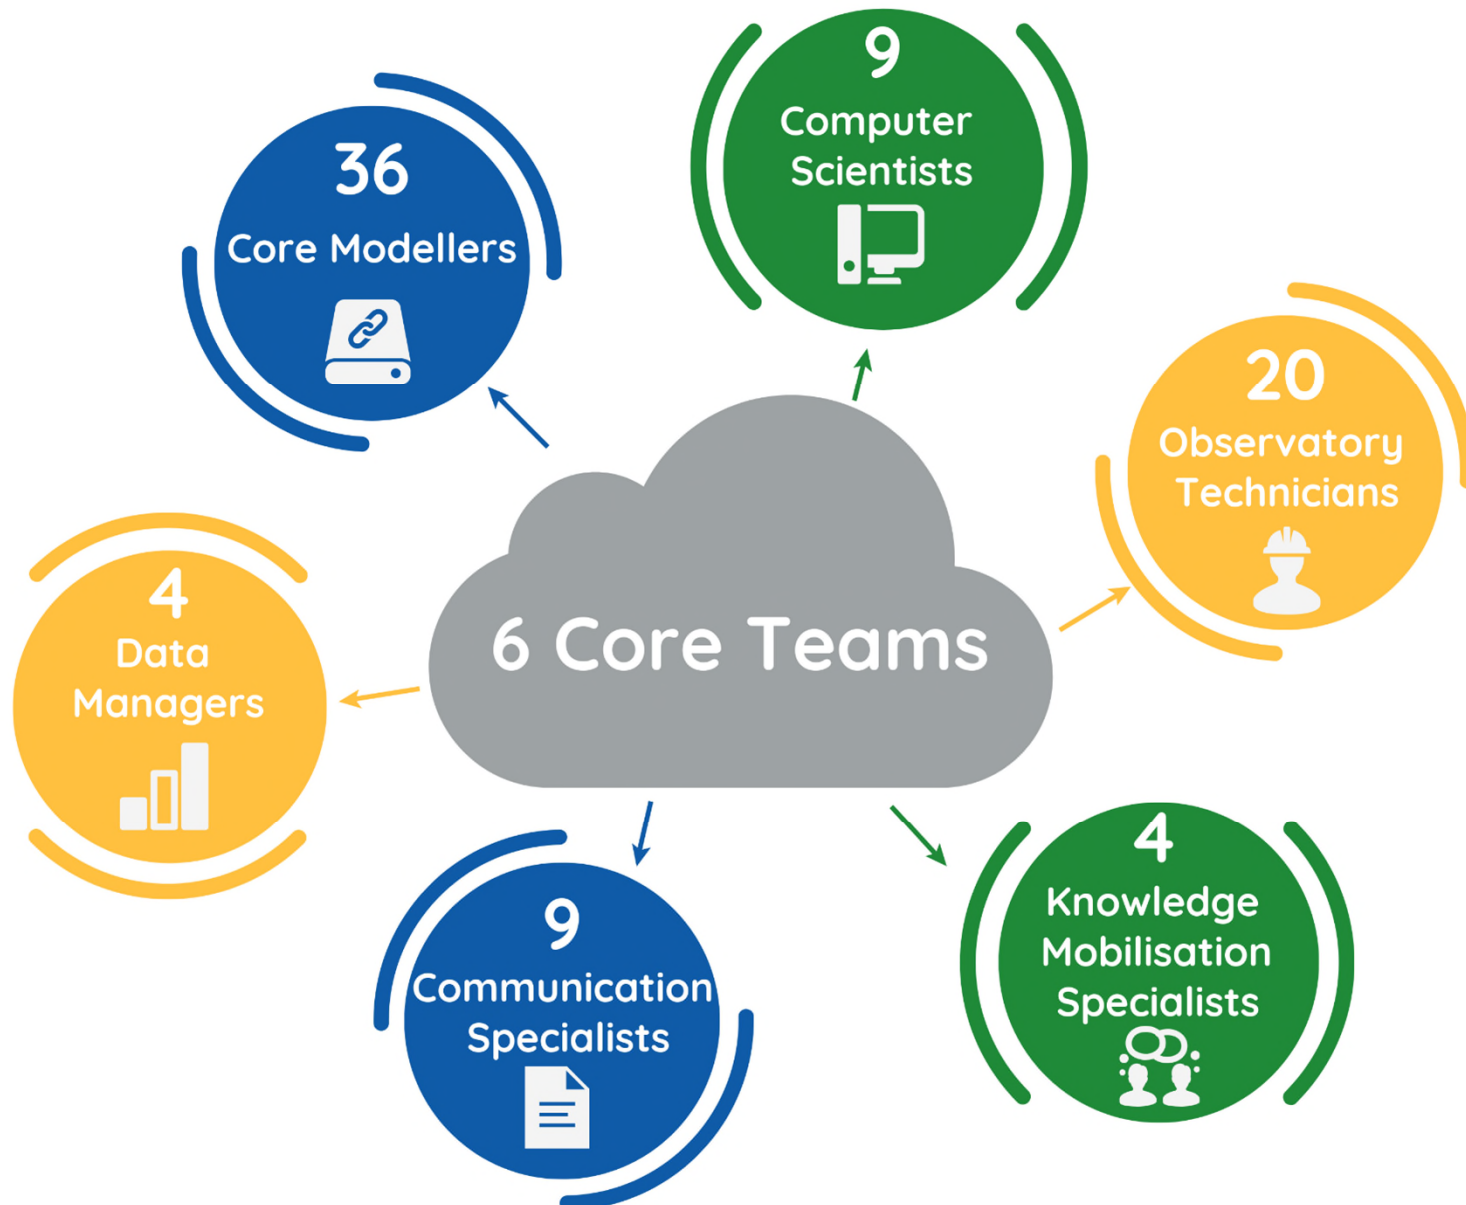 9
Computer
Scientists
36
Core Modellers
20
Observatory
Technicians
6 Core Teams
4
Data
Managers
4
Knowledge
Mobilisation
Specialists
9
Communication
Specialists